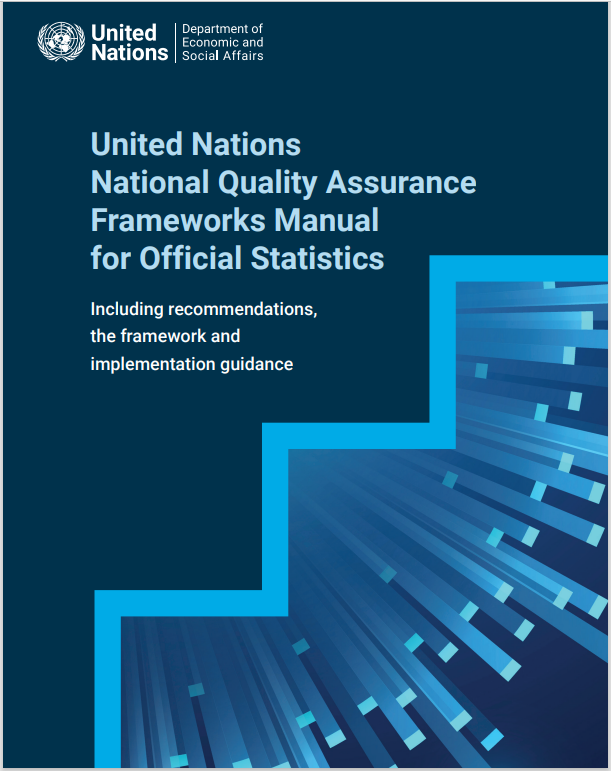 United
Nations
Department of
Economic and
Social Affairs
United Nations
National Quality Assurance
Frameworks Manual
for Official Statistics
Including recommendations,
the framework and
implementation guidance